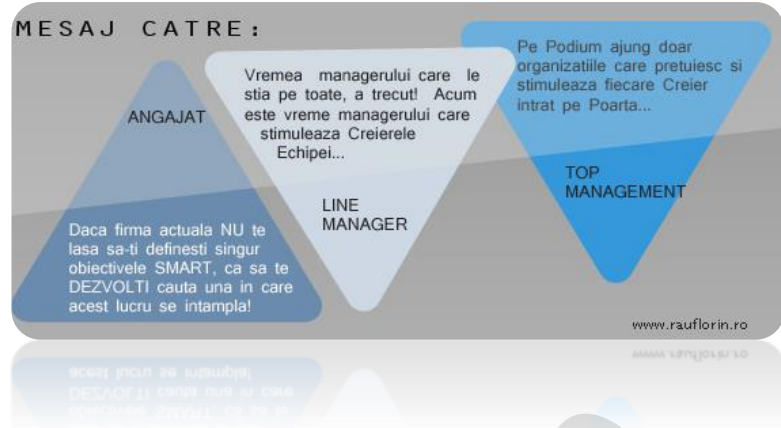 MESAJ CATRE:
ANGAJAT
Daca firma actuala NU te
lasa sa-ti definesti singur
obiectivele SMART, ca sa te
DEZVOLTI cauta una in care
acest lucru se intampla!
Vremea managerului care le
stia pe toate, a trecut! Acum
este vreme managerului care
stimuleaza Creierele
Echipei...
LINE
MANAGER
Pe Podium ajung doar
organizatiile care pretuiesc si
stimuleaza fiecare Creier
intrat pe Poarta...
TOP
MANAGEMENT
www.rauflorin.ro